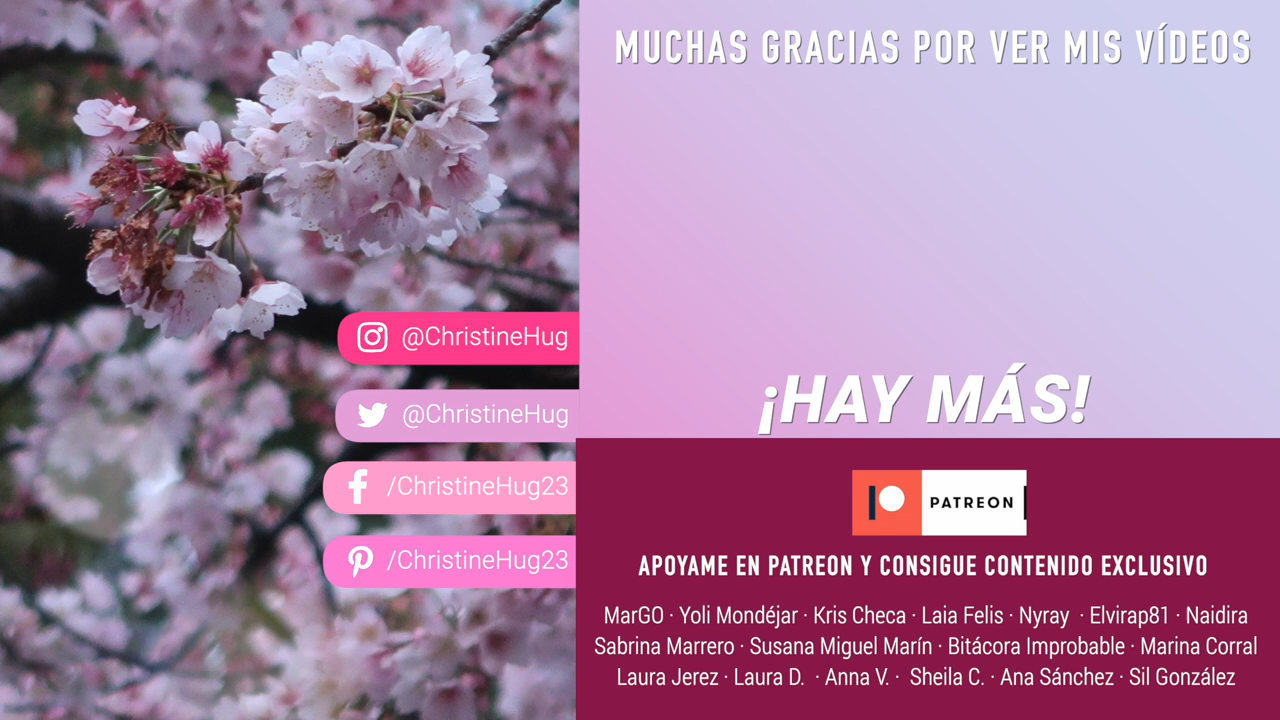 MUCHAS GRACIAS POR VER MIS VÍDEOS
@ChristineHug
@ChristineHug
/ChristineHug23
/ChristineHug23
¡HAY MÁS!
PATREON
APOYAME EN PATREON Y CONSIGUE CONTENIDO EXCLUSIVO
MarGO · Yoli Mondéjar · Kris Checa · Laia Felis · Nyray · Elvirap81 · Naidira
Sabrina Marrero · Susana Miguel Marín · Bitácora Improbable · Marina Corral
Laura Jerez · Laura D. · Anna V. · Sheila C. · Ana Sánchez · Sil González